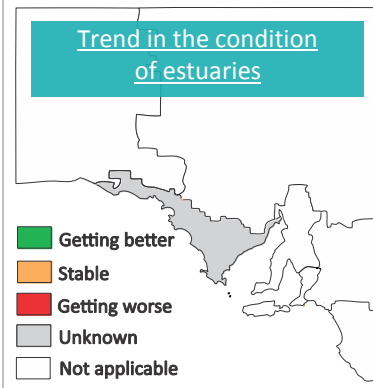 Trend in the condition
of estuaries
Getting better
Stable
Getting worse
Unknown
Not applicable